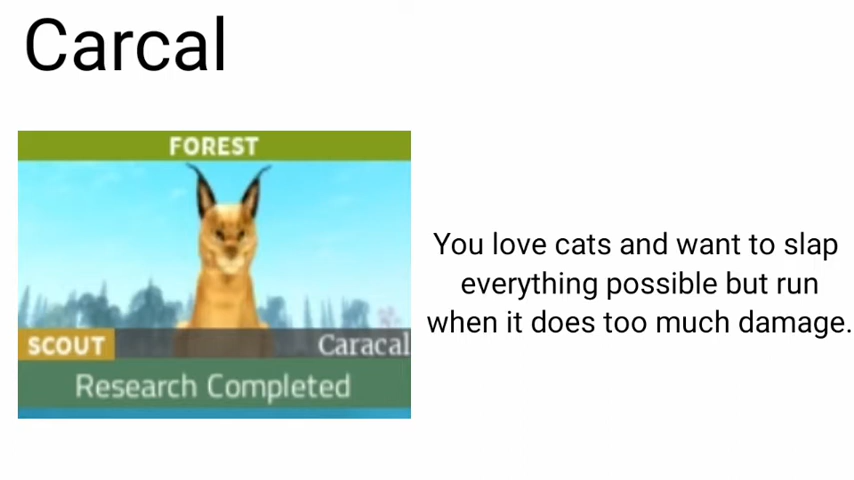 Carcal
FOREST
You love cats and want to slap
everything possible but run
when it does too much damage.
SCOUT
Caracal
Research Completed